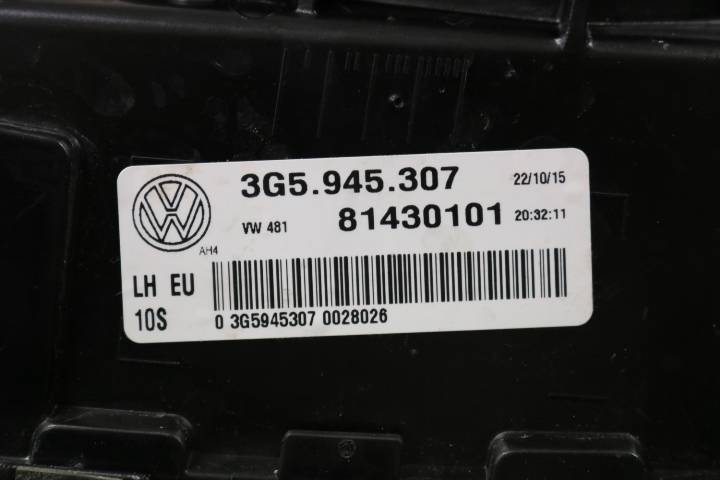 3G5.945.307 22/10/15
VW 481 81430101 20:32:11
AH4
LH EU
10S
0 3G5945307 0028026